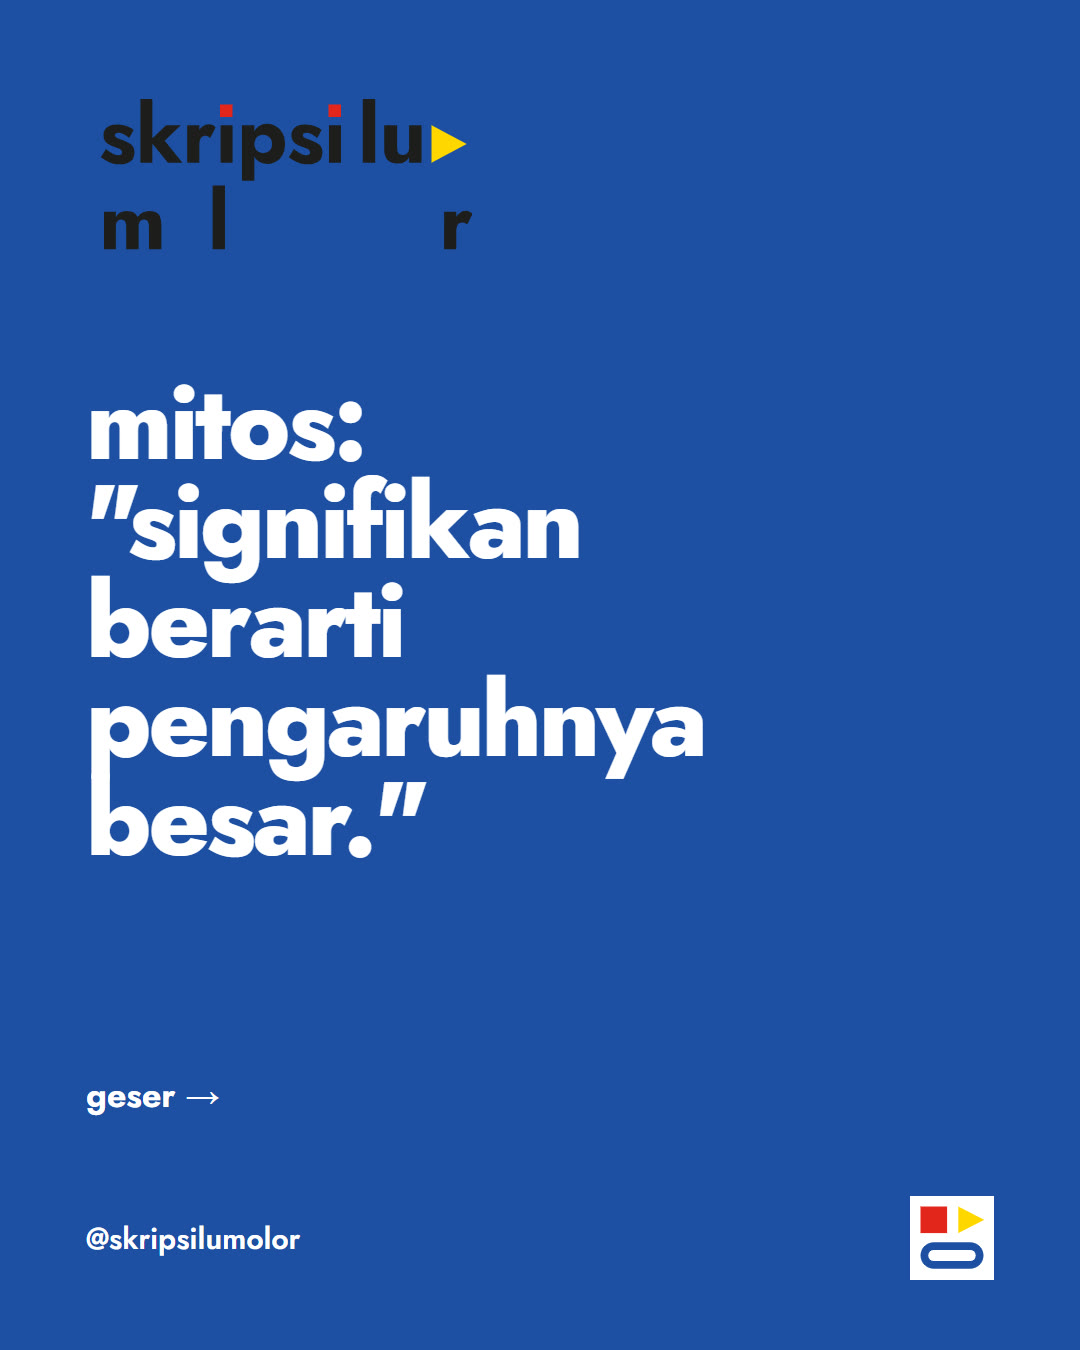 skripsi lu
m l r
mitos:
"signifikan
berarti
pengaruhnya
besar."
geser →
@skripsilumolor